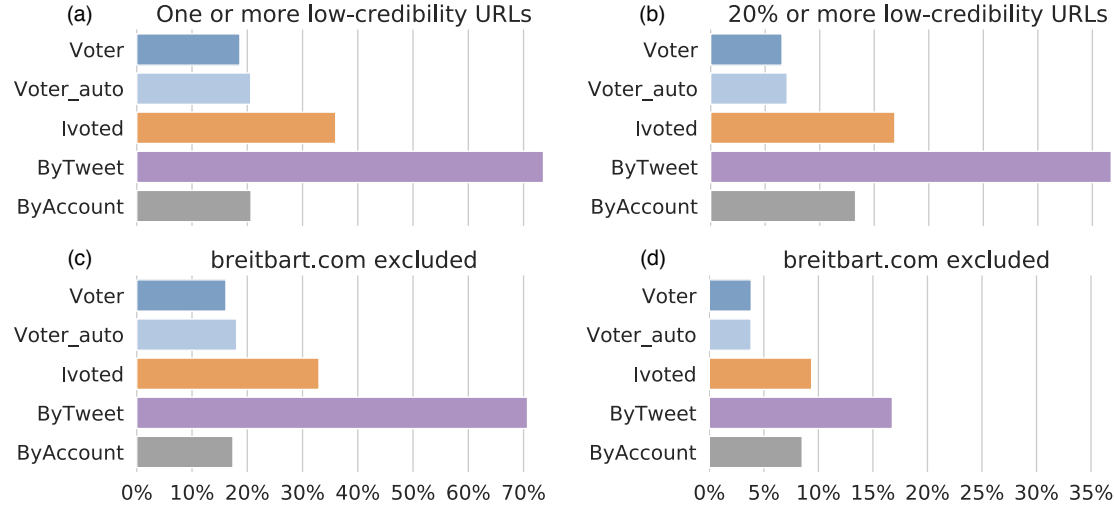 (a) One or more low-credibility URLs
Voter
Voter_auto
Ivoted
ByTweet
ByAccount
(b) 20% or more low-credibility URLs
Voter
Voter_auto
Ivoted
ByTweet
ByAccount
(c) breitbart.com excluded
Voter
Voter_auto
Ivoted
ByTweet
ByAccount
0% 10% 20% 30% 40% 50% 60% 70%
(d) breitbart.com excluded
Voter
Voter_auto
Ivoted
ByTweet
ByAccount
0% 5% 10% 15% 20% 25% 30% 35%